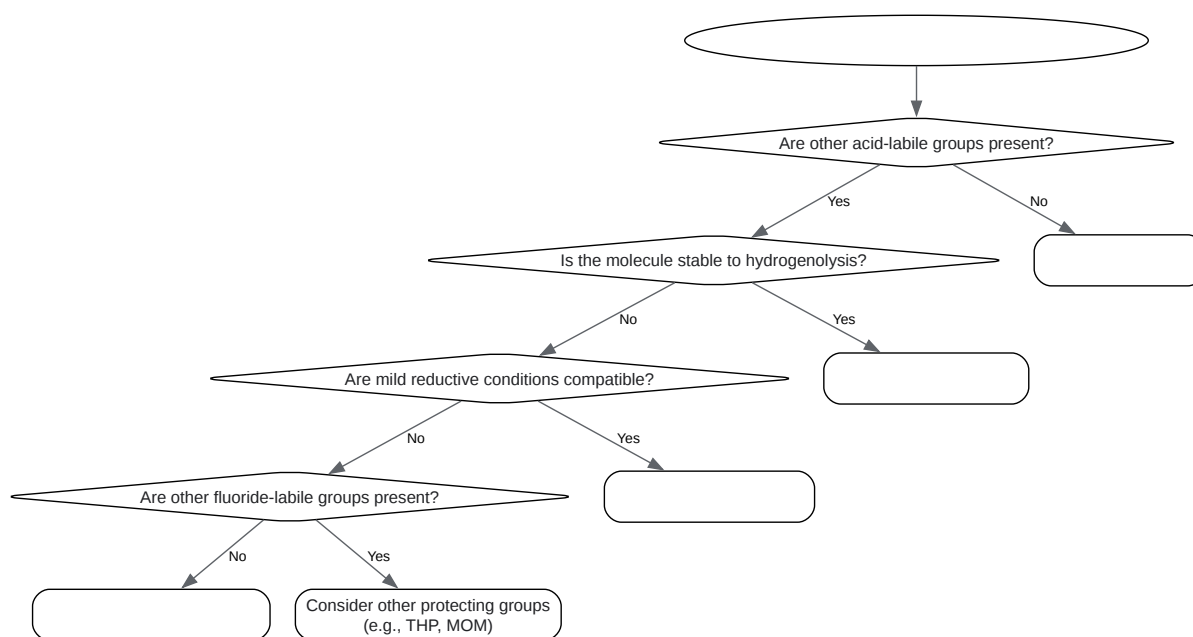 Are other acid-labile groups present?
Yes
No
Is the molecule stable to hydrogenolysis?
No
Yes
Are mild reductive conditions compatible?
No
Yes
Are other fluoride-labile groups present?
No
Yes
Consider other protecting groups
(e.g., THP, MOM)